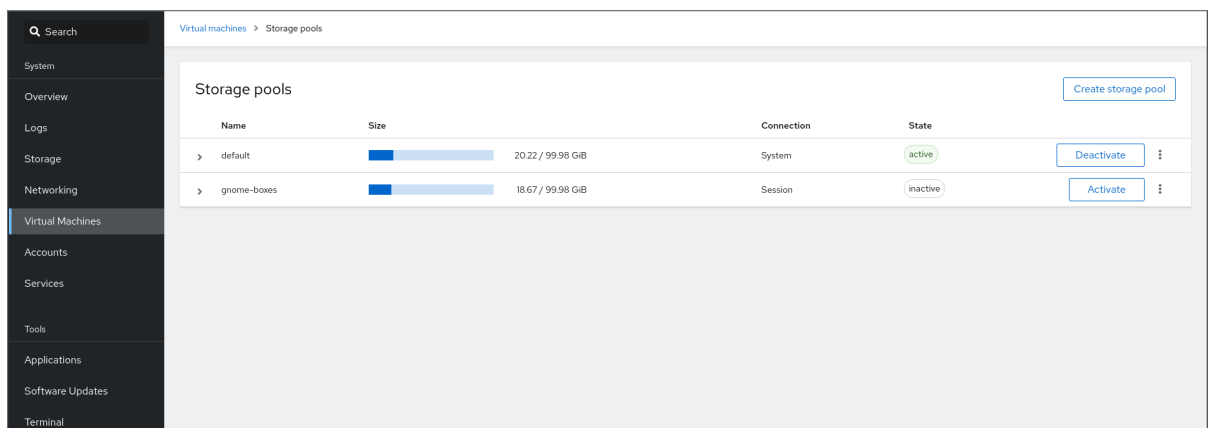 Search
System
Overview
Logs
Storage
Networking
Virtual Machines
Accounts
Services
Tools
Applications
Software Updates
Terminal
Virtual machines > Storage pools
Storage pools
Create storage pool
Name Size Connection State
default 20.22 / 99.98 GiB System active Deactivate
gnome-boxes 18.67 / 99.98 GiB Session inactive Activate